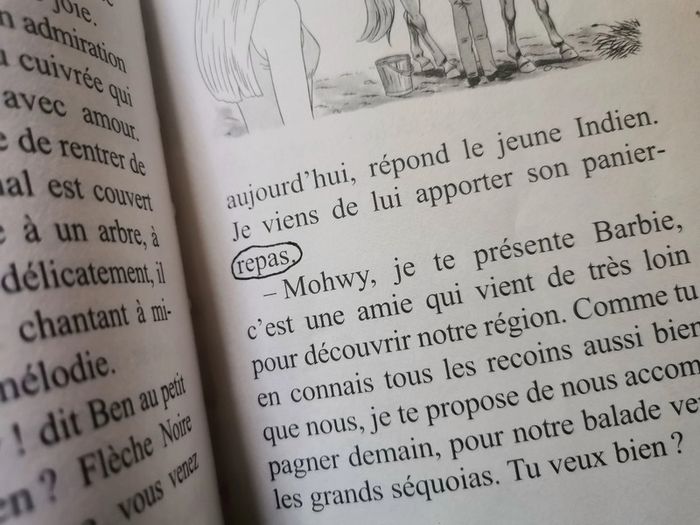 joie.
admiration
cuivrée qui
avec amour.
de rentrer de
est couvert
à un arbre, à
délicatement, il
chantant à mi-
mélodie.
! dit Ben au petit
? Flèche Noire
vous venez
aujourd'hui, répond le jeune Indien.
Je viens de lui apporter son panier-
repas.
– Mohwy, je te présente Barbie,
c'est une amie qui vient de très loin
pour découvrir notre région. Comme tu
en connais tous les recoins aussi bien
que nous, je te propose de nous accom
pagner demain, pour notre balade ve
les grands séquoias. Tu veux bien ?